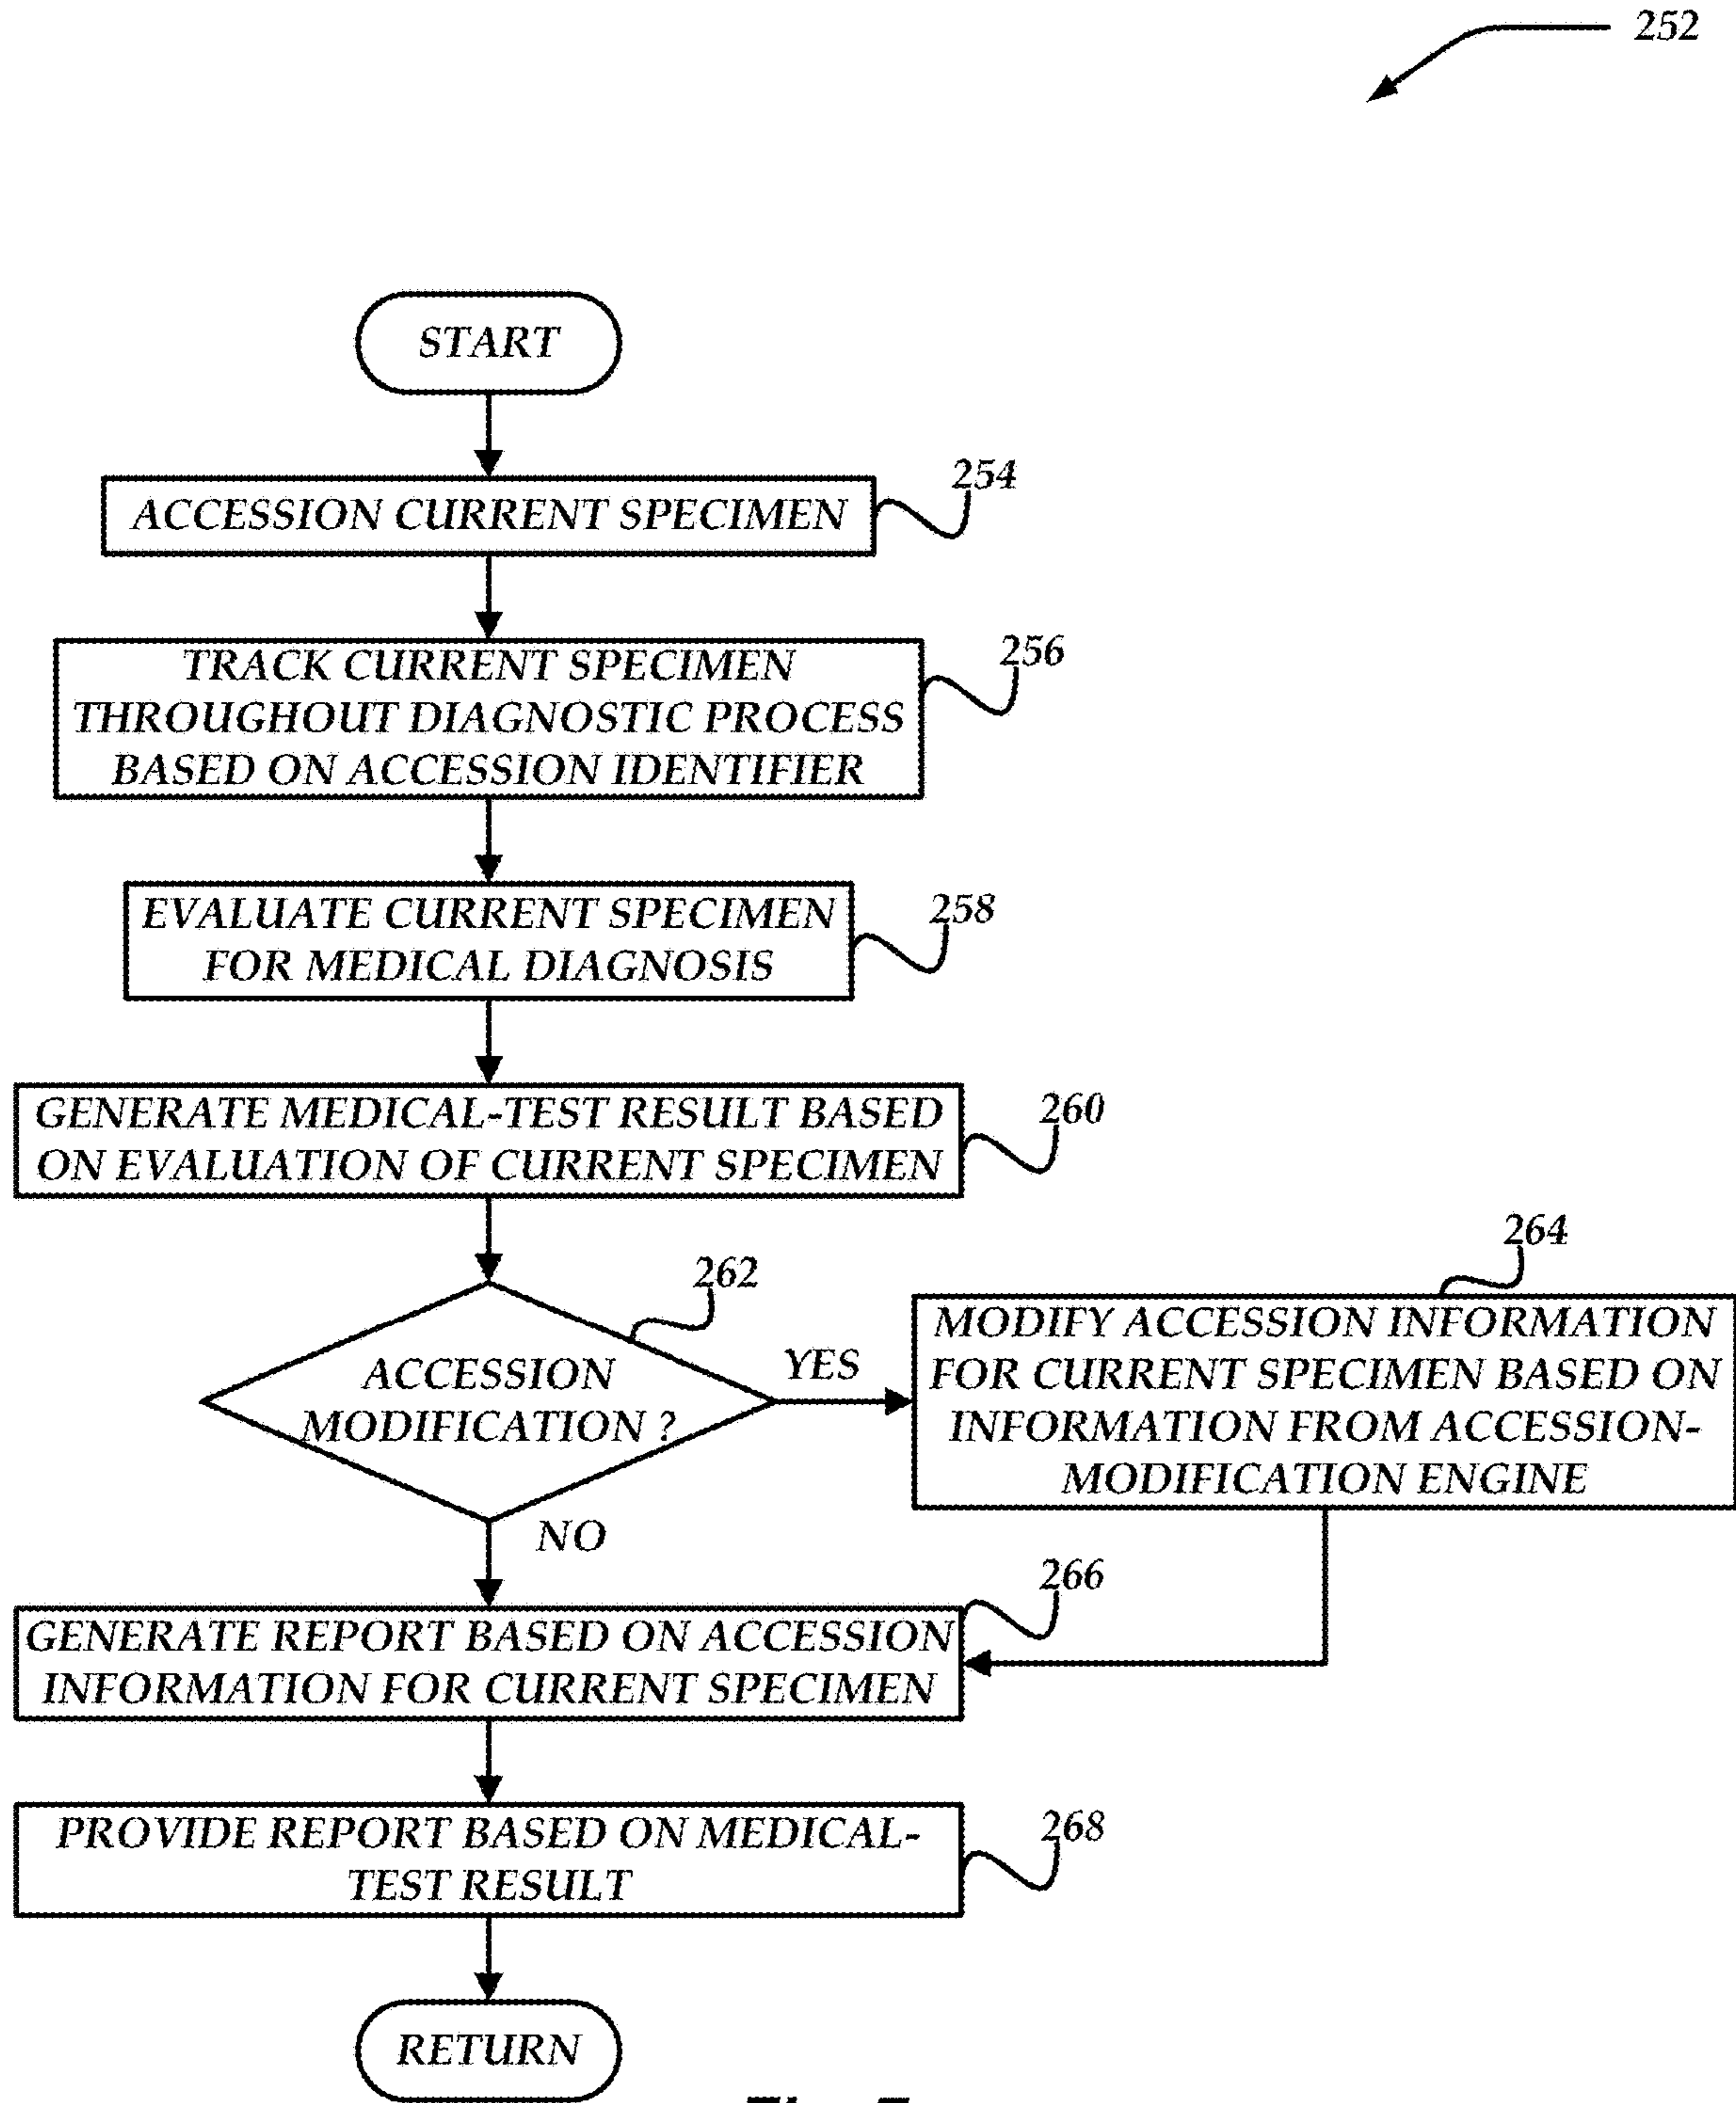 252
START
ACCESSION CURRENT SPECIMEN
254
TRACK CURRENT SPECIMEN
THROUGHOUT DIAGNOSTIC PROCESS
BASED ON ACCESSION IDENTIFIER
256
EVALUATE CURRENT SPECIMEN
FOR MEDICAL DIAGNOSIS
258
GENERATE MEDICAL-TEST RESULT BASED
ON EVALUATION OF CURRENT SPECIMEN
260
262
ACCESSION
MODIFICATION ?
YES
264
MODIFY ACCESSION INFORMATION
FOR CURRENT SPECIMEN BASED ON
INFORMATION FROM ACCESSION-
MODIFICATION ENGINE
NO
266
GENERATE REPORT BASED ON ACCESSION
INFORMATION FOR CURRENT SPECIMEN
PROVIDE REPORT BASED ON MEDICAL-
TEST RESULT
268
RETURN